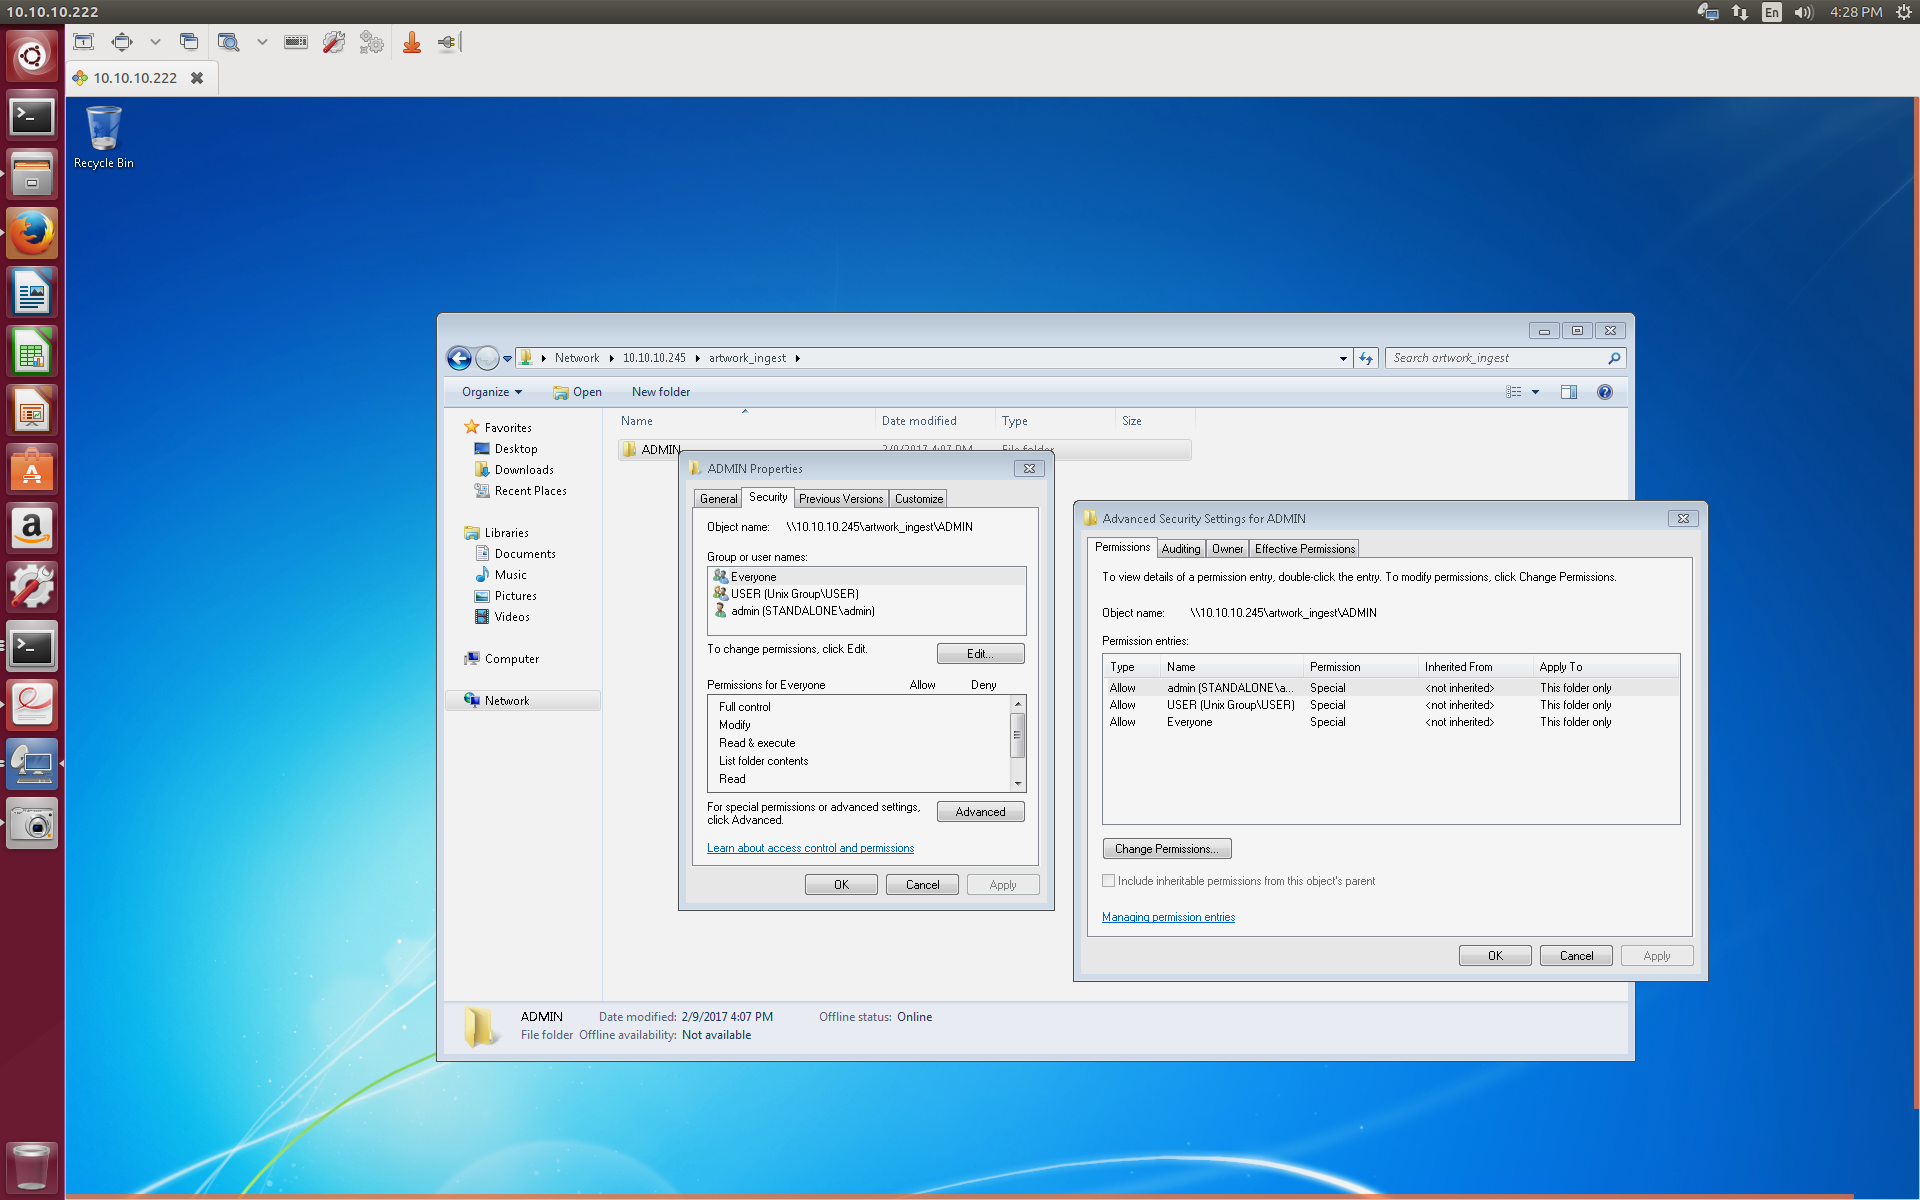 10.10.10.222
En
4:28 PM
10.10.10.222
Recycle Bin
Network
10.10.10.245
artwork_ingest
Search artwork_ingest
Organize
Open
New folder
Name
Date modified
Type
Size
Favorites
Desktop
Downloads
Recent Places
Libraries
Documents
Music
Pictures
Videos
Computer
Network
ADMIN
2/9/2017 4:07 PM
File folder
ADMIN Properties
General
Security
Previous Versions
Customize
Object name: \\10.10.10.245\artwork_ingest\ADMIN
Group or user names:
Everyone
USER (Unix Group\USER)
admin (STANDALONE\admin)
To change permissions, click Edit.
Edit...
Permissions for Everyone
Allow
Deny
Full control
Modify
Read & execute
List folder contents
Read
For special permissions or advanced settings,
click Advanced.
Advanced
Learn about access control and permissions
OK
Cancel
Apply
Advanced Security Settings for ADMIN
Permissions
Auditing
Owner
Effective Permissions
To view details of a permission entry, double-click the entry. To modify permissions, click Change Permissions.
Object name: \\10.10.10.245\artwork_ingest\ADMIN
Permission entries:
Type Name Permission Inherited From Apply To
Allow admin (STANDALONE\a... Special <not inherited> This folder only
Allow USER (Unix Group\USER) Special <not inherited> This folder only
Allow Everyone Special <not inherited> This folder only
Change Permissions...
Include inheritable permissions from this object's parent
Managing permission entries
OK
Cancel
Apply
ADMIN Date modified: 2/9/2017 4:07 PM Offline status: Online
File folder Offline availability: Not available